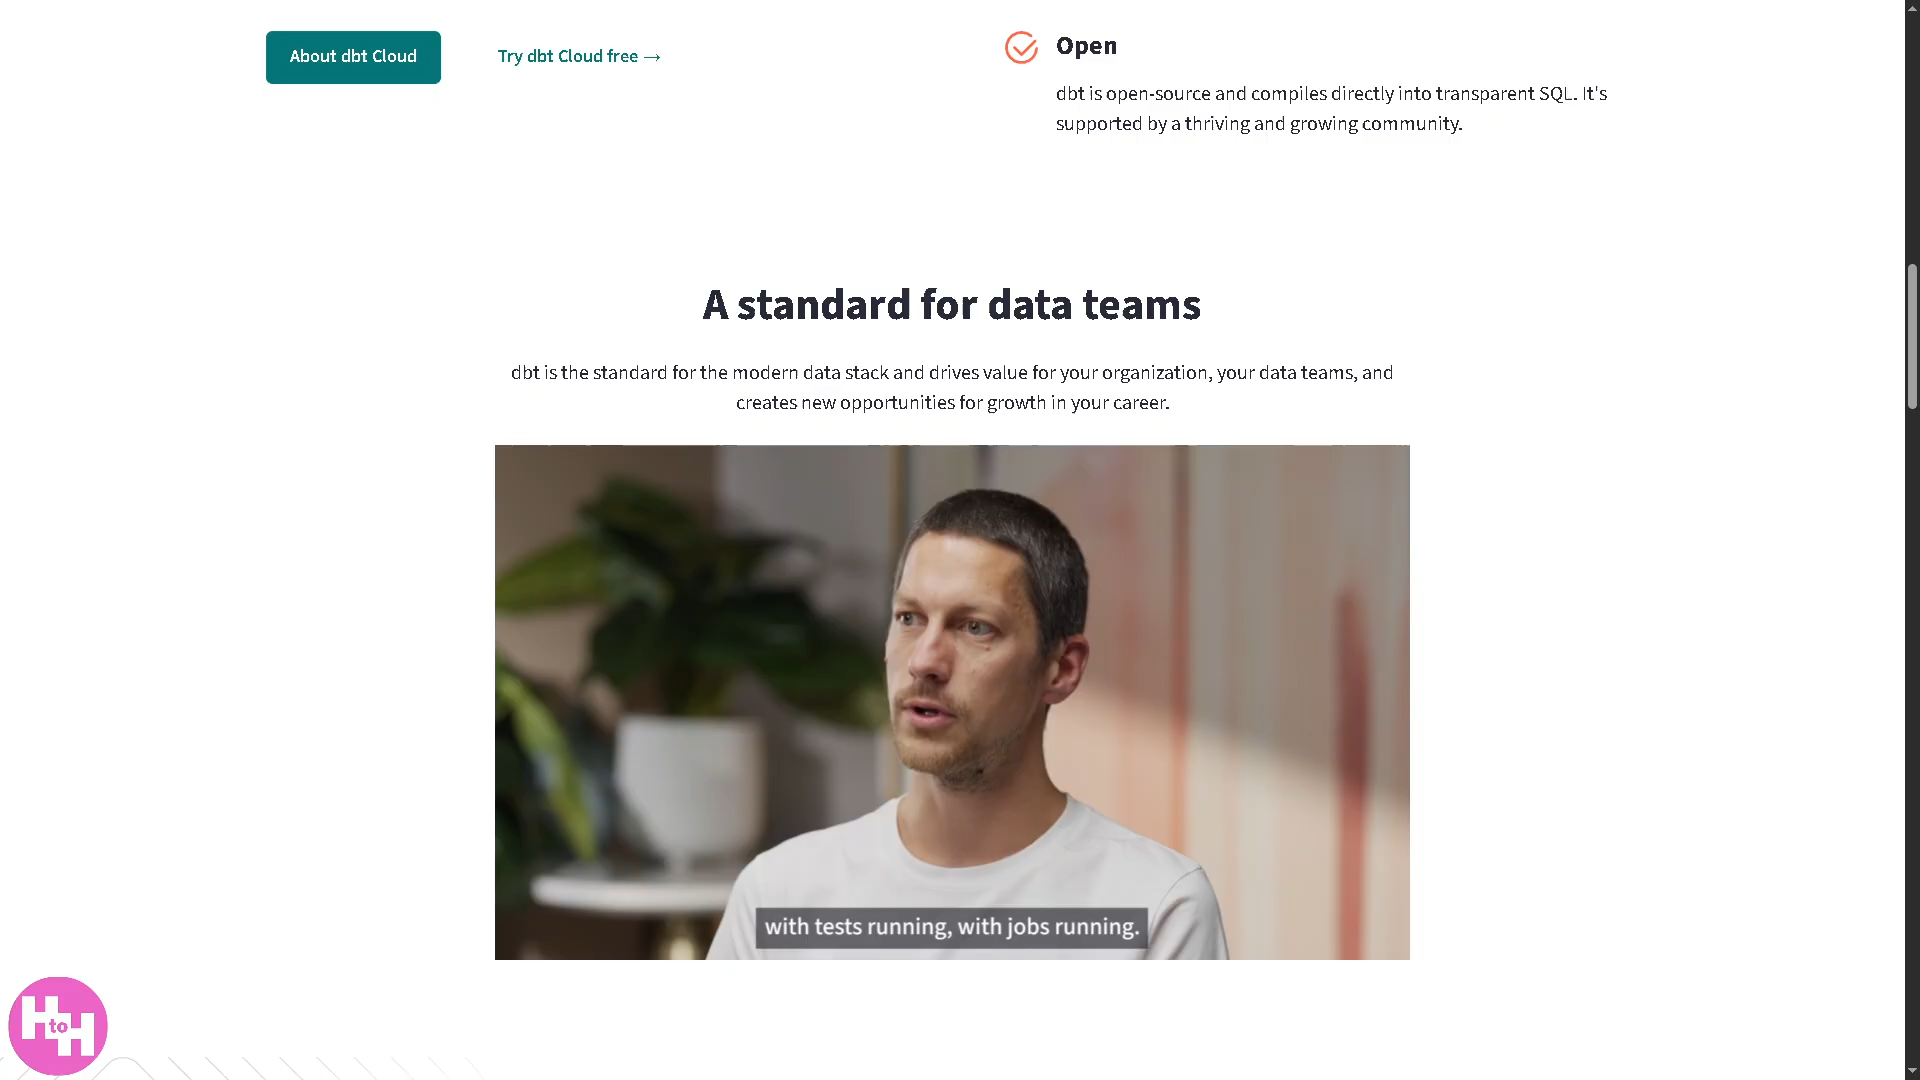 About dbt Cloud
Try dbt Cloud free →
Open
dbt is open-source and compiles directly into transparent SQL. It's
supported by a thriving and growing community.
A standard for data teams
dbt is the standard for the modern data stack and drives value for your organization, your data teams, and
creates new opportunities for growth in your career.
with tests running, with jobs running.
H to H